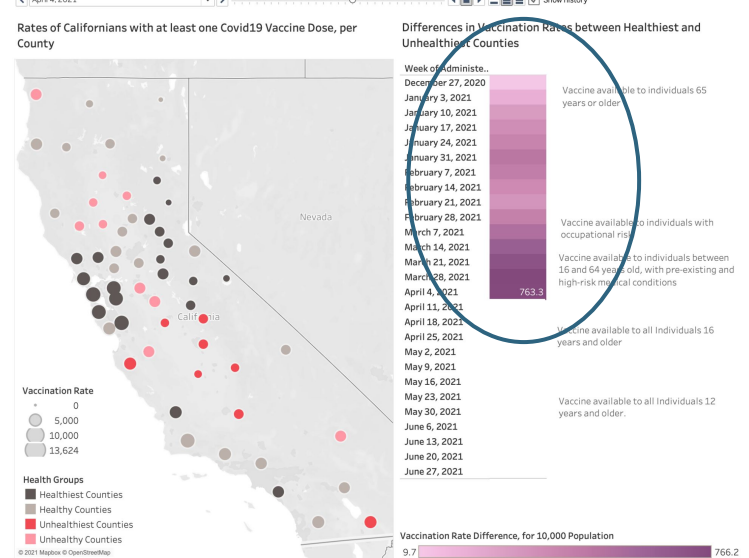 April 4, 2021
Show history
Rates of Californians with at least one Covid19 Vaccine Dose, per
County
Differences in Vaccination Rates between Healthiest and
Unhealthiest Counties
Week of Administe..
December 27, 2020
January 3, 2021
January 10, 2021
January 17, 2021
January 24, 2021
January 31, 2021
February 7, 2021
February 14, 2021
February 21, 2021
February 28, 2021
March 7, 2021
March 14, 2021
March 21, 2021
March 28, 2021
April 4, 2021
April 11, 2021
April 18, 2021
April 25, 2021
May 2, 2021
May 9, 2021
May 16, 2021
May 23, 2021
May 30, 2021
June 6, 2021
June 13, 2021
June 20, 2021
June 27, 2021
763.3
Vaccine available to individuals 65
years or older
Vaccine available to individuals with
occupational risk
Vaccine available to individuals between
16 and 64 years old, with pre-existing and
high-risk medical conditions
Vaccine available to all Individuals 16
years and older
Vaccine available to all Individuals 12
years and older.
Nevada
California
Vaccination Rate
0
5,000
10,000
13,624
Health Groups
Healthiest Counties
Healthy Counties
Unhealthiest Counties
Unhealthy Counties
© 2021 Mapbox © OpenStreetMap
Vaccination Rate Difference, for 10,000 Population
9.7
766.2